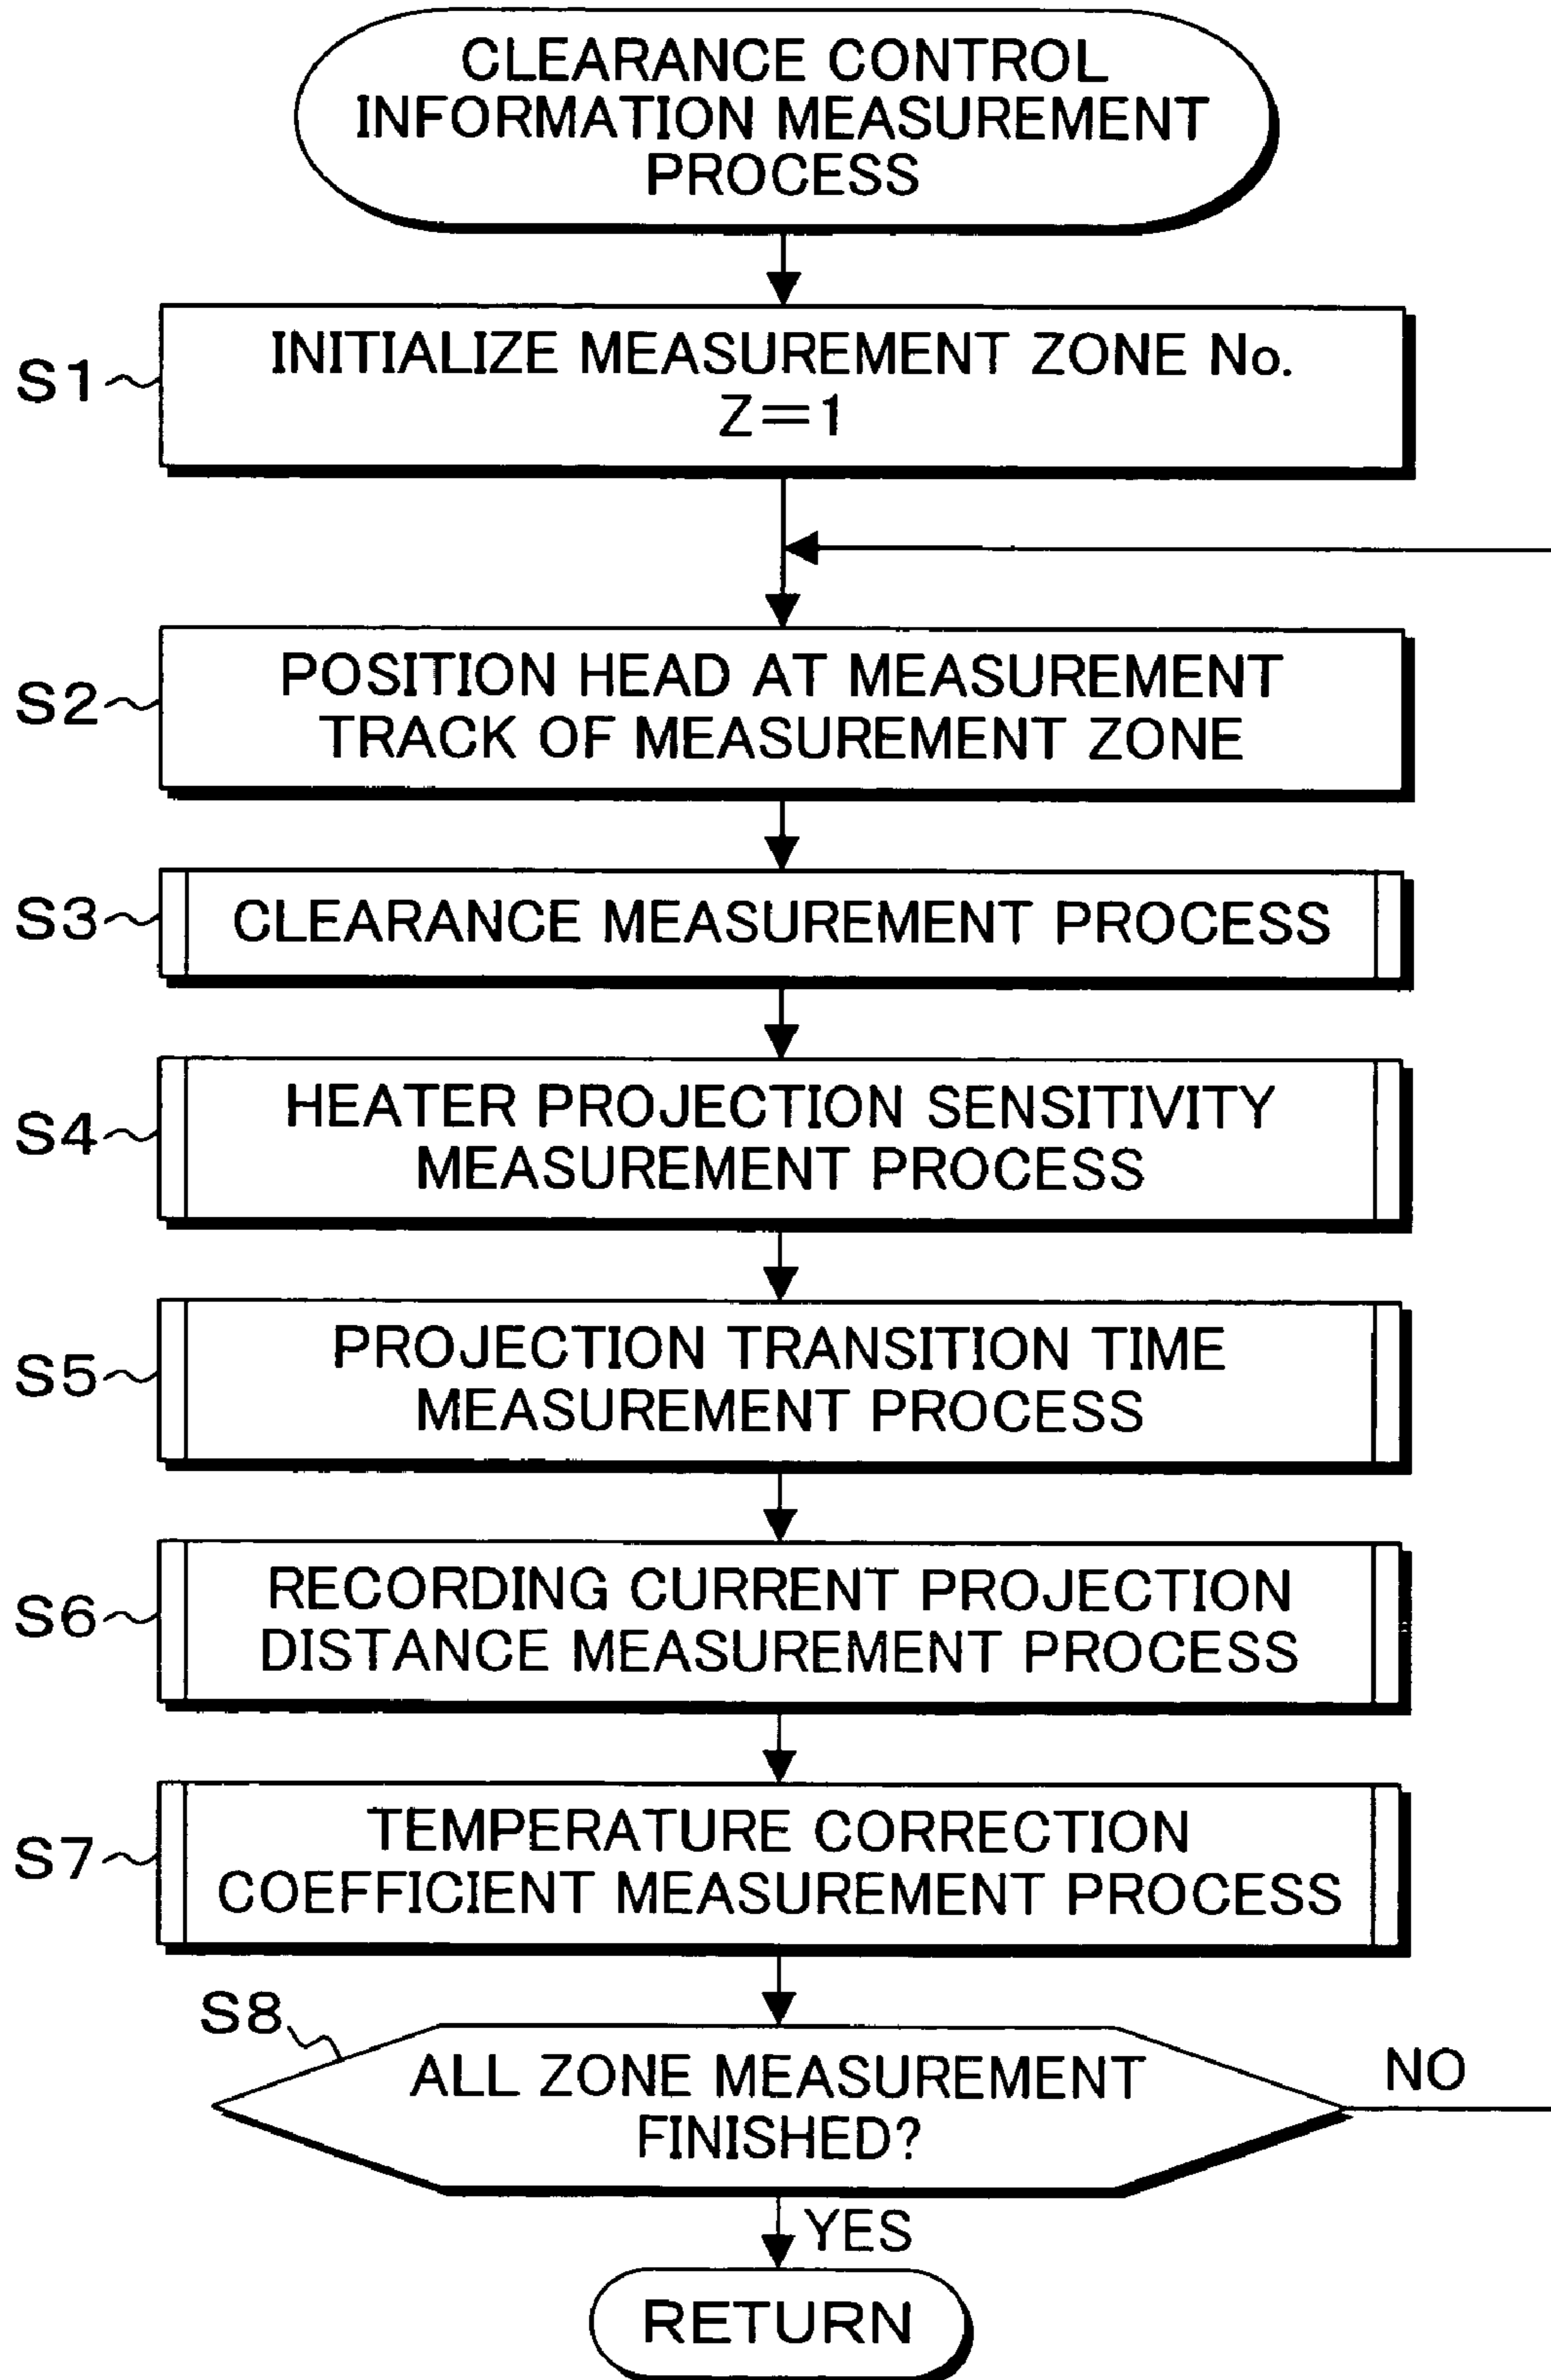 CLEARANCE CONTROL
INFORMATION MEASUREMENT
PROCESS
S1
INITIALIZE MEASUREMENT ZONE No.
Z=1
S2
POSITION HEAD AT MEASUREMENT
TRACK OF MEASUREMENT ZONE
S3
CLEARANCE MEASUREMENT PROCESS
S4
HEATER PROJECTION SENSITIVITY
MEASUREMENT PROCESS
S5
PROJECTION TRANSITION TIME
MEASUREMENT PROCESS
S6
RECORDING CURRENT PROJECTION
DISTANCE MEASUREMENT PROCESS
S7
TEMPERATURE CORRECTION
COEFFICIENT MEASUREMENT PROCESS
S8
ALL ZONE MEASUREMENT
FINISHED?
NO
YES
RETURN